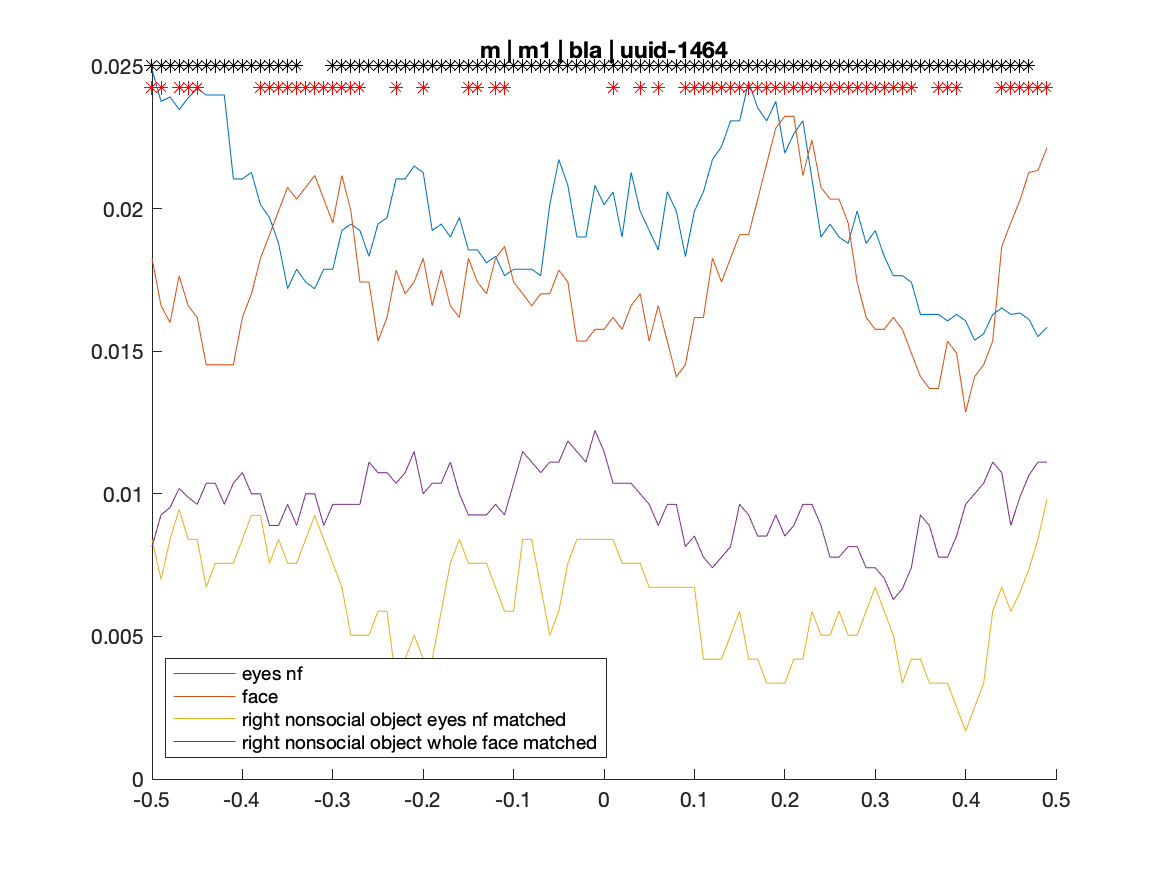 m | m1 | bla | uuid-1464
0.025
0.02
0.015
0.01
0.005
0
eyes nf
face
right nonsocial object eyes nf matched
right nonsocial object whole face matched
-0.5 -0.4 -0.3 -0.2 -0.1 0 0.1 0.2 0.3 0.4 0.5